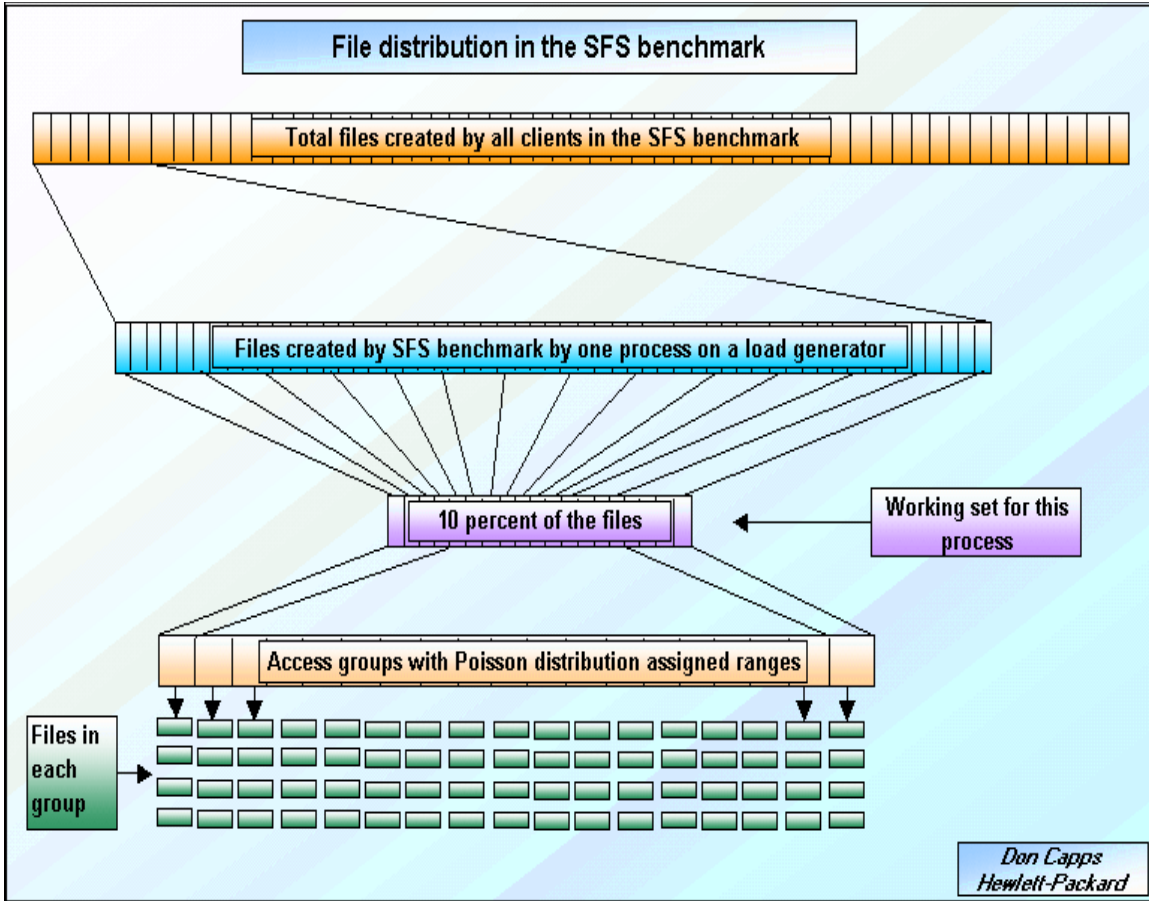 File distribution in the SFS benchmark
Total files created by all clients in the SFS benchmark
Files created by SFS benchmark by one process on a load generator
10 percent of the files
Working set for this
process
Access groups with Poisson distribution assigned ranges
Files in
each
group
Don Capps
Hewlett-Packard